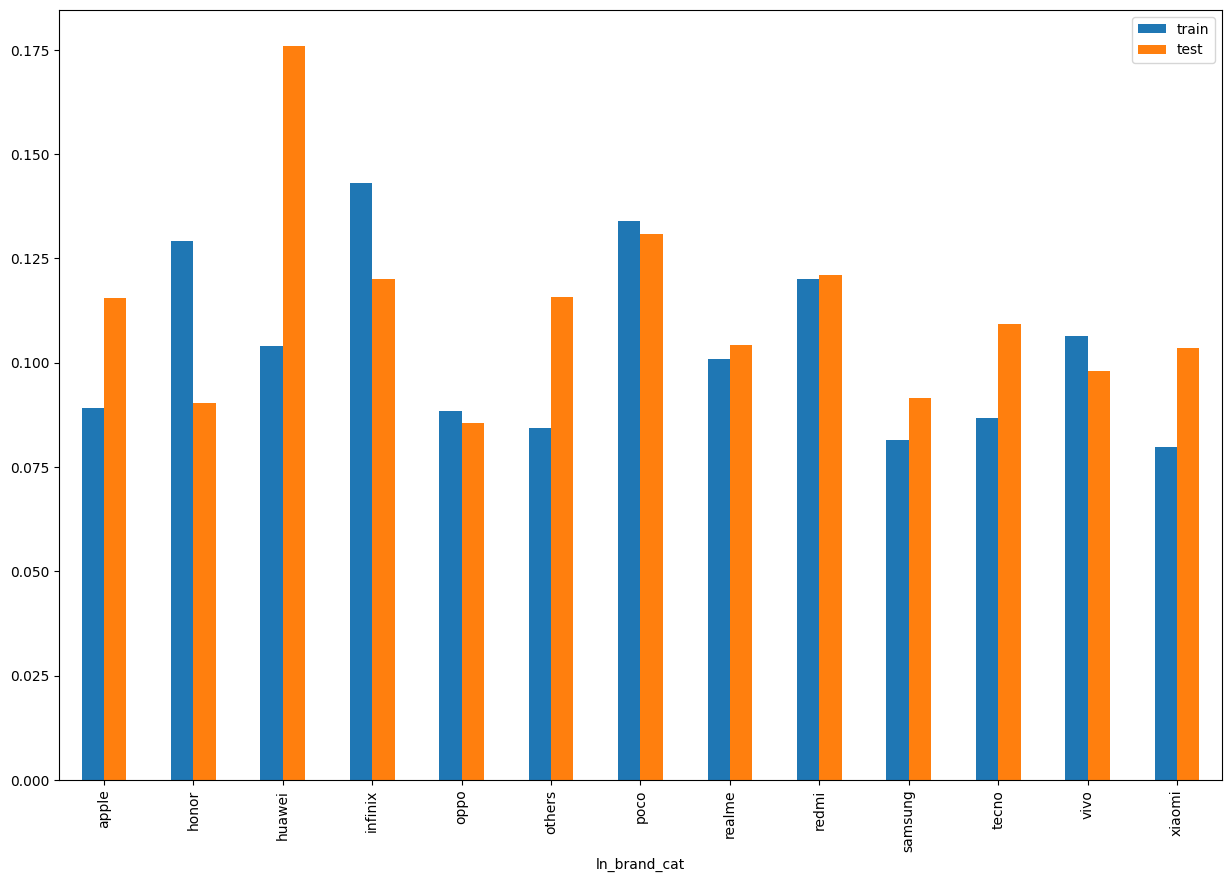 train
test
0.175
0.150
0.125
0.100
0.075
0.050
0.025
0.000
apple
honor
huawei
infinix
oppo
others
poco
realme
redmi
samsung
tecno
vivo
xiaomi
ln_brand_cat